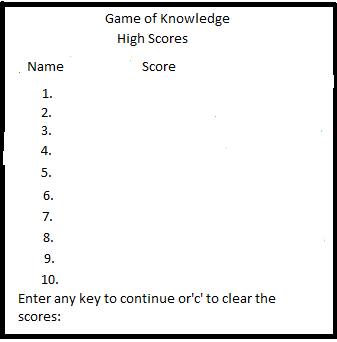 Game of Knowledge
High Scores
Name Score
1.
2.
3.
4.
5.
6.
7.
8.
9.
10.
Enter any key to continue or'c' to clear the
scores: